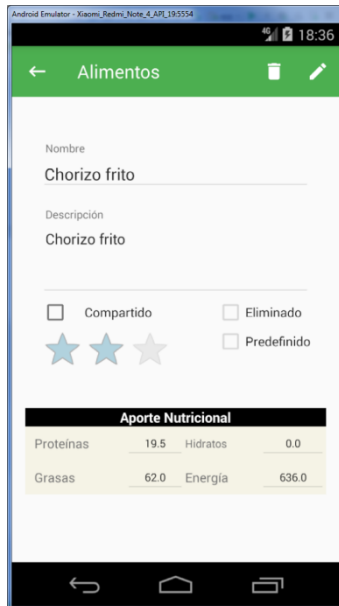 Android Emulator - Xiaomi_Redmi_Note_4_API_19:5554
4G 18:36
Alimentos
Nombre
Chorizo frito
Descripción
Chorizo frito
Compartido
Eliminado
Predefinido
Aporte Nutricional
Proteínas 19.5 Hidratos 0.0
Grasas 62.0 Energía 636.0